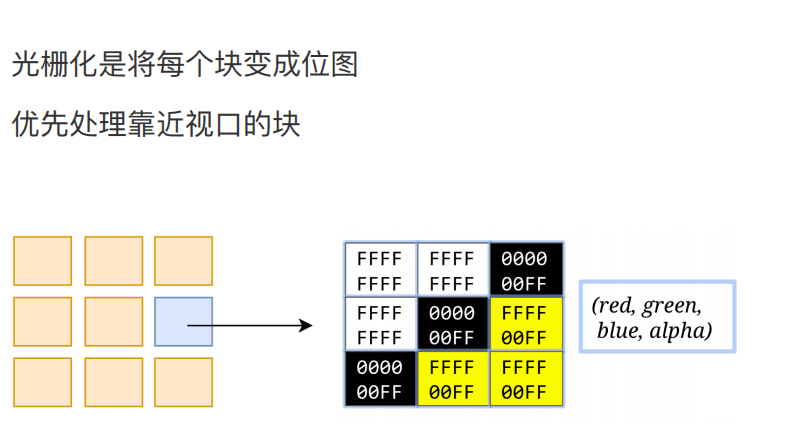 光栅化是将每个块变成位图
优先处理靠近视口的块
FFFF FFFF 0000
FFFF FFFF 00FF
FFFF 0000 FFFF
FFFF 00FF 00FF
0000 FFFF FFFF
00FF 00FF 00FF
(red, green,
blue, alpha)